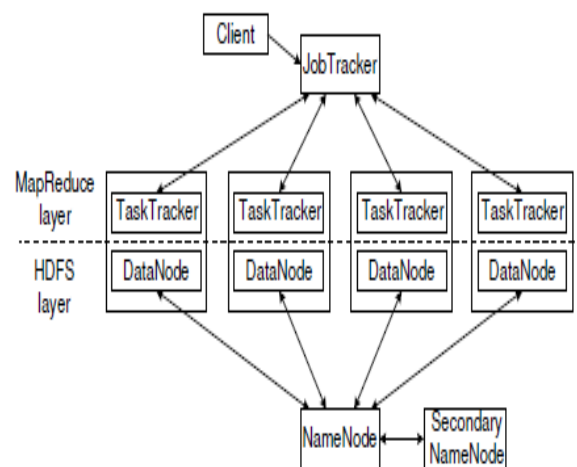 Client
JobTracker
MapReduce
layer
TaskTracker
TaskTracker
TaskTracker
TaskTracker
HDFS
layer
DataNode
DataNode
DataNode
DataNode
NameNode
Secondary
NameNode